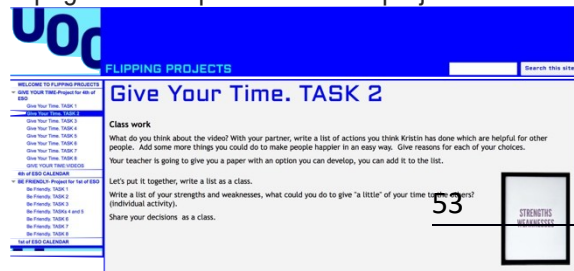 UOC
FLIPPING PROJECTS
Search this site
WELCOME TO FLIPPING PROJECTS
GIVE YOUR TIME-Project for 4th of ESO
Give Your Time. TASK 1
Give Your Time. TASK 2
Give Your Time. TASK 3
Give Your Time. TASK 4
Give Your Time. TASK 5
Give Your Time. TASK 6
Give Your Time. TASK 7
Give Your Time. TASK 8
GIVE YOUR TIME VIDEOS
4th of ESO CALENDAR
BE FRIENDLY- Project for 1st of ESO
Be Friendly. TASK 1
Be Friendly. TASK 2
Be Friendly. TASK 3
Be Friendly. TASKs 4 and 5
Be Friendly. TASK 6
Be Friendly. TASK 7
Be Friendly. TASK 8
1st of ESO CALENDAR
Give Your Time. TASK 2
Class work
What do you think about the video? With your partner, write a list of actions you think Kristin has done which are helpful for other
people. Add some more things you could do to make people happier in an easy way. Give reasons for each of your choices.
Your teacher is going to give you a paper with an option you can develop, you can add it to the list.
Let's put it together, write a list as a class.
Write a list of your strengths and weaknesses, what could you do to give "a little" of your time to the others?
(individual activity).
Share your decisions as a class.
53
STRENGTHS
WEAKNESSES